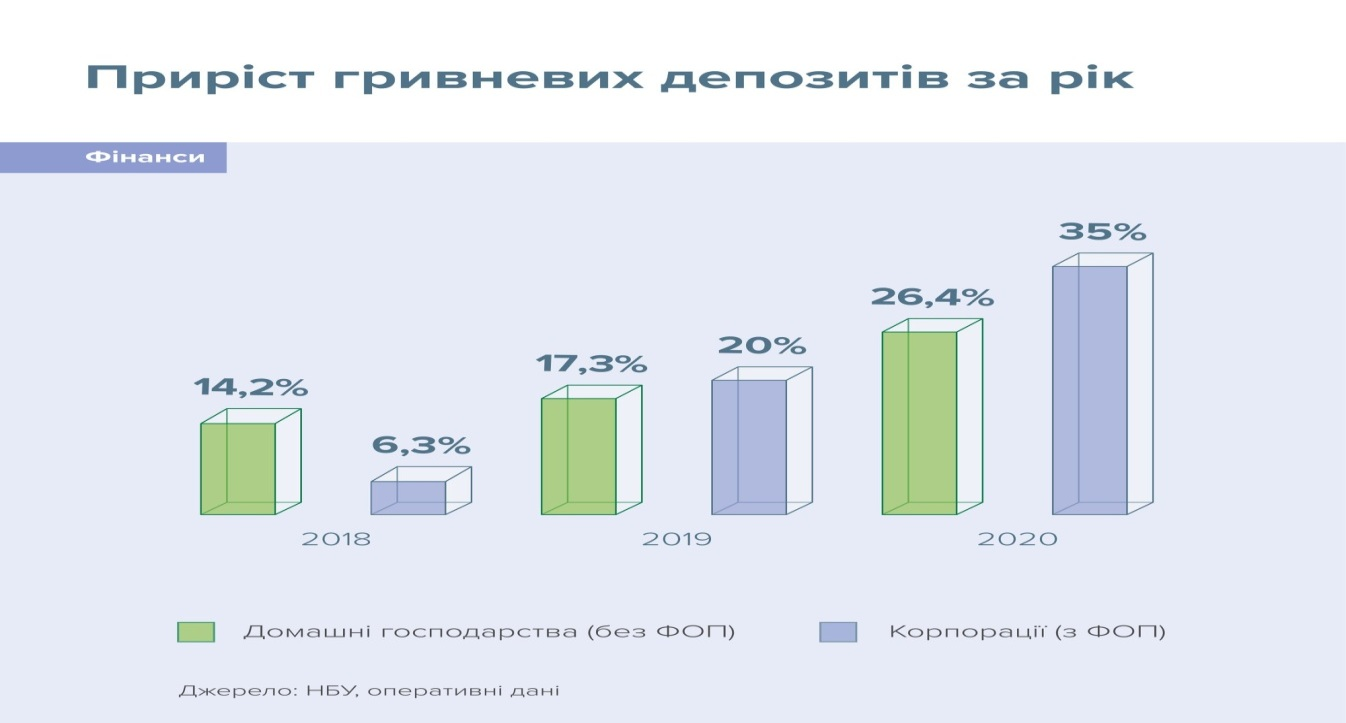 Приріст гривневих депозитів за рік
Фінанси
35%
26,4%
20%
17,3%
14,2%
6,3%
2018 2019 2020
Домашні господарства (без ФОП) Корпорації (з ФОП)
Джерело: НБУ, оперативні дані